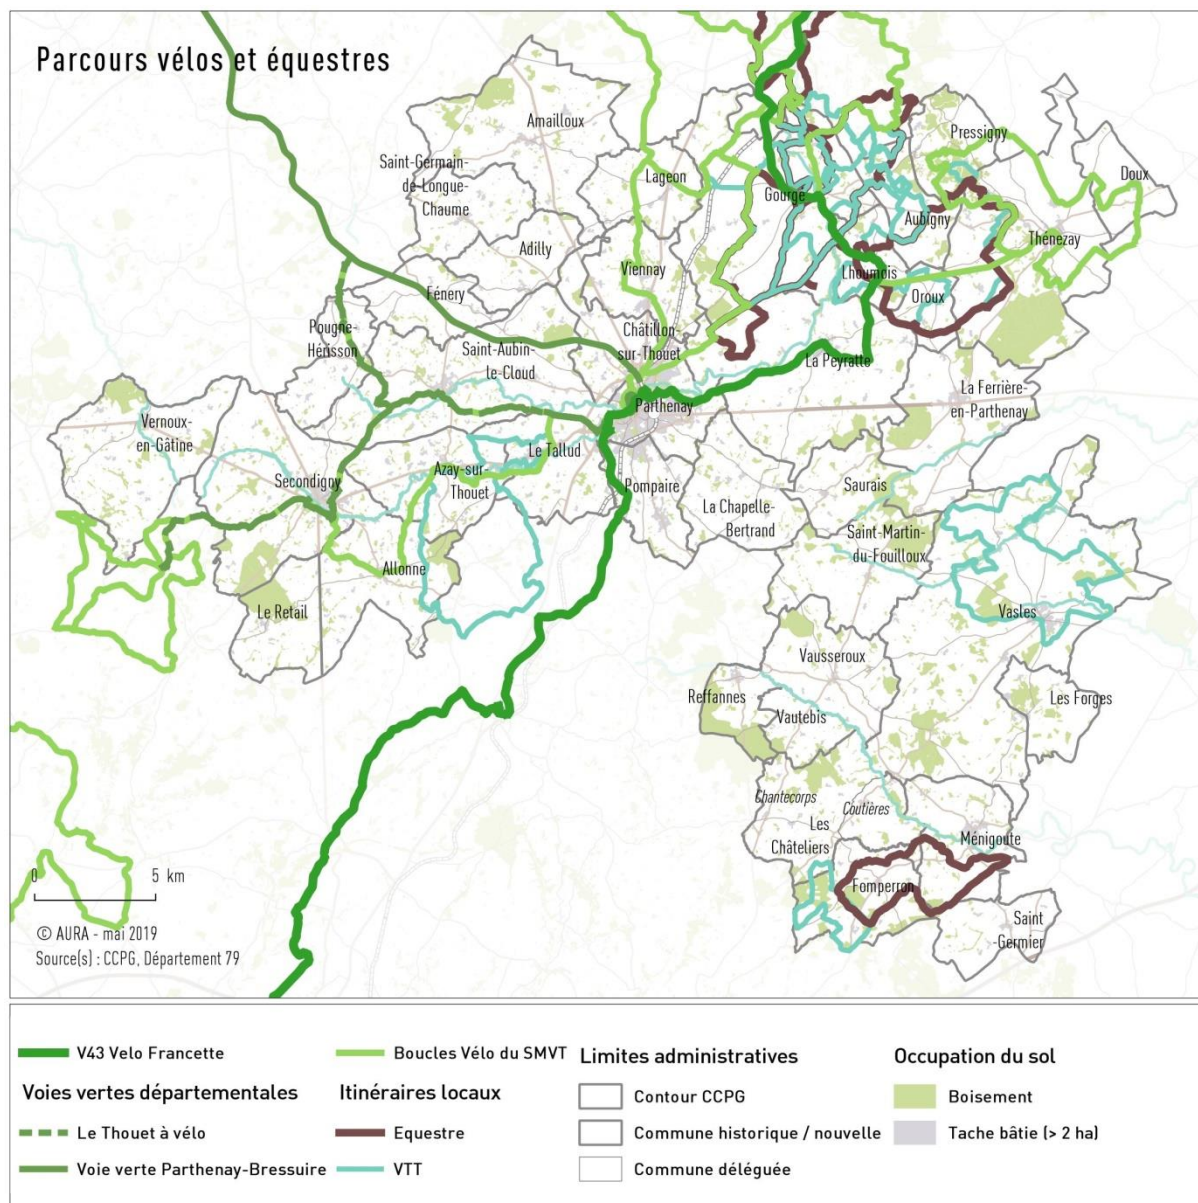 Parcours vélos et équestres
Amailloux
Pressigny
Saint-Germain-
de-Longue-
Chaume
Lageon
Doux
Gourgé
Aubigny
Adilly
Thénezay
Viennay
Lhoumois
Oroux
Fénery
Pougne-
Hérisson
Châtillon
-sur-Thouet
Saint-Aubin-
le-Cloud
La Peyratte
La Ferrière-
en-Parthenay
Parthenay
Vernoux-
en-Gâtine
Le Tallud
Secondigny
Azay-sur-
Thouet
Pompaire
Saurais
La Chapelle-
Bertrand
Saint-Martin-
du-Fouilloux
Allonne
Le Retail
Vasles
Vausseroux
Reffannes
Les Forges
Vautebis
Chantecorps
Coutières
Les
Châteliers
Ménigoute
Fomperron
Saint
-Germier
0 5 km
© AURA - mai 2019
Source(s) : CCPG, Département 79
V43 Velo Francette
Voies vertes départementales
Le Thouet à vélo
Voie verte Parthenay-Bressuire
Boucles Vélo du SMVT
Itinéraires locaux
Equestre
VTT
Limites administratives
Contour CCPG
Commune historique / nouvelle
Commune déléguée
Occupation du sol
Boisement
Tache bâtie (> 2 ha)